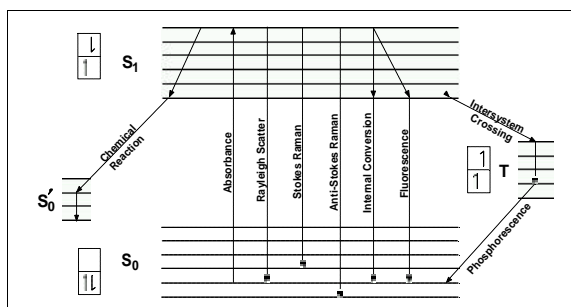 S1
Chemical
Reaction
Absorbance
Rayleigh Scatter
Stokes Raman
Anti-Stokes Raman
Internal Conversion
Fluorescence
Intersystem
Crossing
T
S0′
S0
Phosphorescence